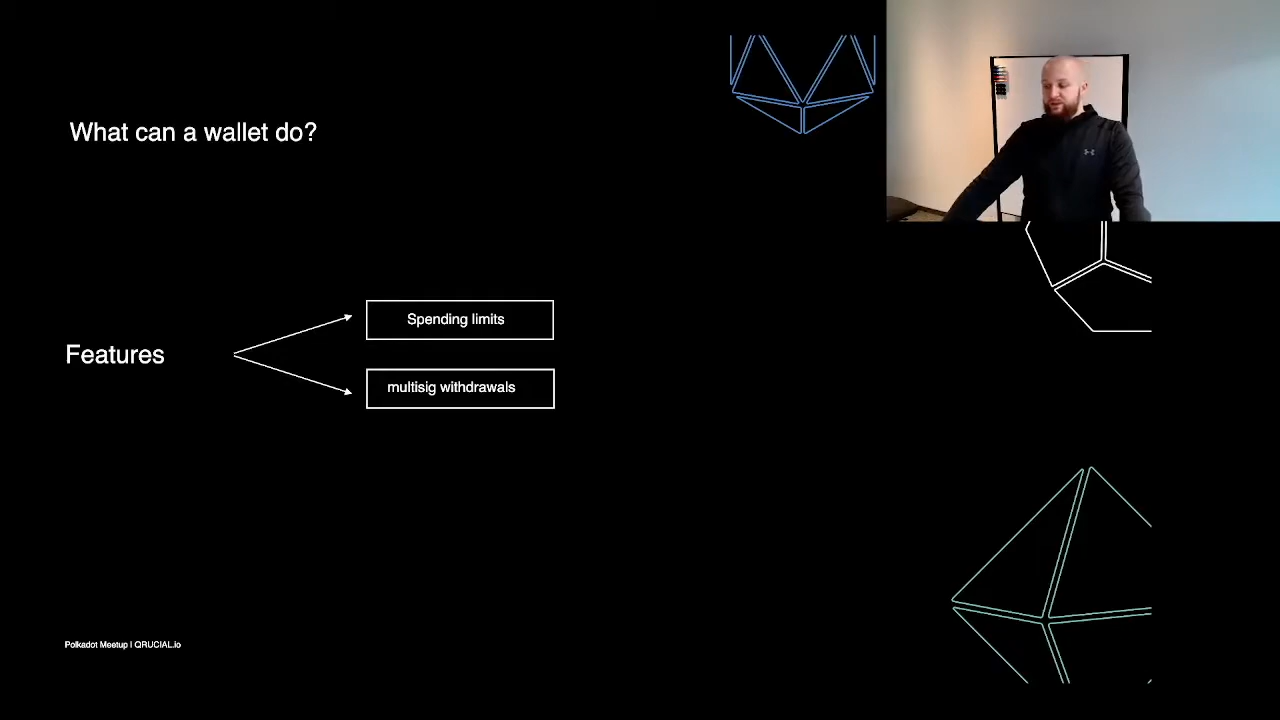 What can a wallet do?
Features
Spending limits
multisig withdrawals
Polkadot Meetup | QRUCIAL.io